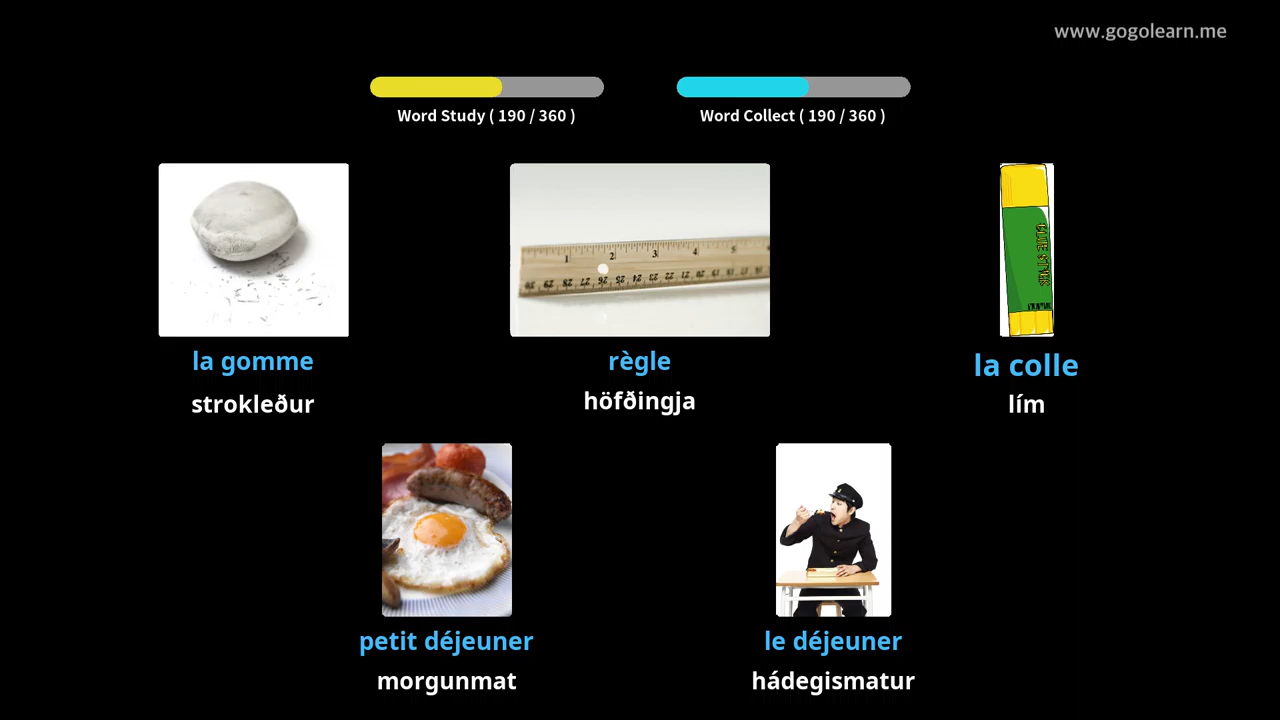 www.gogolearn.me
Word Study ( 190 / 360 )
Word Collect ( 190 / 360 )
la gomme
strokleður
règle
höfðingja
la colle
lím
petit déjeuner
morgunmat
le déjeuner
hádegismatur